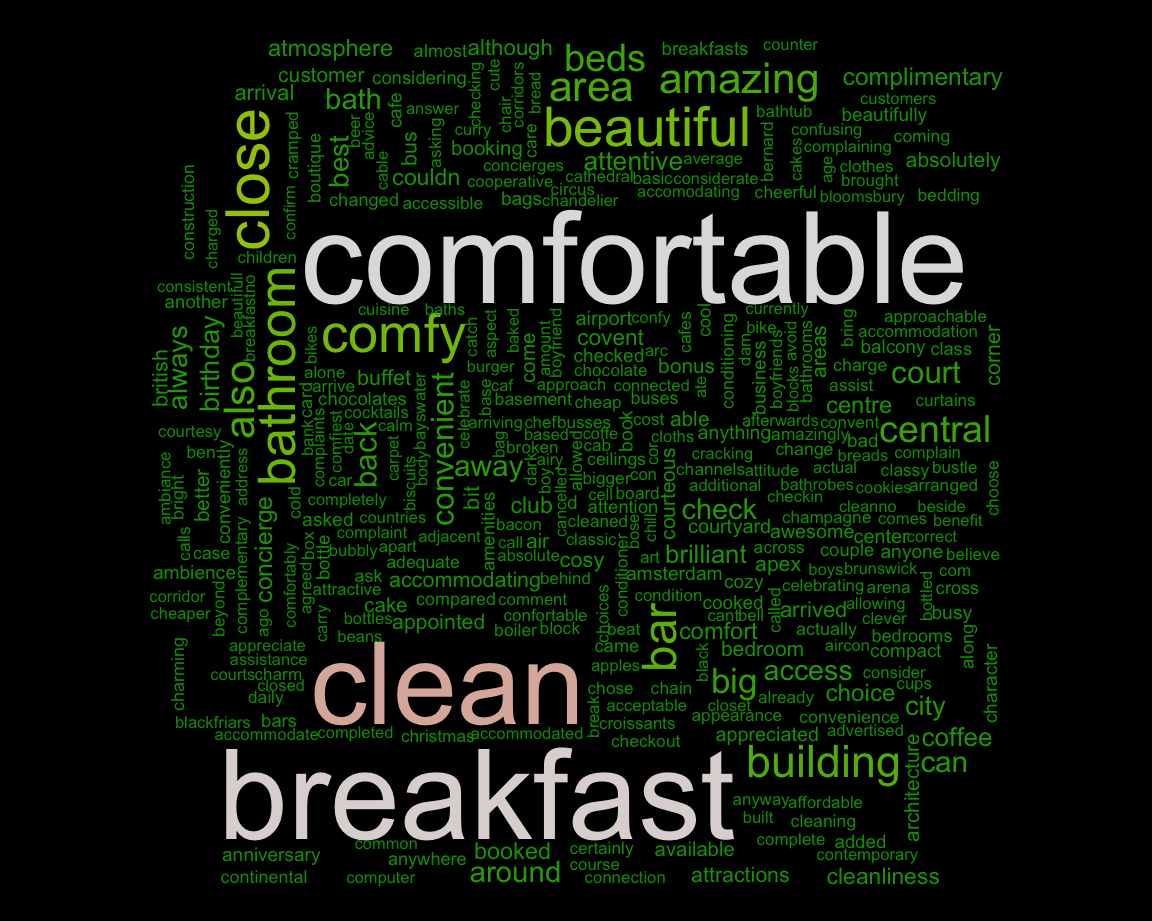 atmosphere almost although beds breakfasts counter
customer considering checking cute corridors bread area amazing complimentary
arrival bath cafe answer chair beautiful bathtub customers beautifully
close cramped boutique best beer advice bus asking curry booking care attentive average bernard cakes confusing complaining coming
concierges cathedral basic considerate age clothes absolutely
cable couldn cooperative circus accomodating cheerful brought bedding
construction charged confirm changed accessible bags chandelier bloomsbury
children comfortable
consistent another beautifull breakfastno bathroom cuisine baths currently approachable
british always birthday also bikes comfy catch aspect baked come amount boyfriend airport confy covent cafes cool conditioning dam bike business boyfriends blocks avoid bathrooms areas bring accommodation balcony class corner
checked arc
alone buffet burger chocolate bonus charge court
arrive card bank chocolates bayswater convenient celebrate base caf approach connected ate assist curtains
cocktails basement cheap buses centre
courtesy complaints comfiest date calm carpet arriving chef busses cost able afterwards convent central
ben back body bag broken based coffe book cloths anything amazingly bad breads complain
ambiance bright better conveniently address car biscuits away dark airy boy allowed cab ceilings cor cracking change
cold bit bigger con courteous channels attitude actual classy bustle choose
completely cell board additional bathrobes cookies arranged
concierge asked countries club cancelled attention check checkin cleanno beside
amenities bacon cleaned champagne comes benefit
calls complaint adjacent call air classic bose chill courtyard awesome center correct
case box bottle bubbly apart absolute cosy art brilliant across couple anyone believe
ambience complementary comfortably agreed adequate conditioner amsterdam apex boys brunswick com
corridor ask accommodating behind cozy celebrating arena cross
cheaper beyond ago attractive cake compared comment choices condition cooked called arrived allowing bottled busy
carry bottles appointed confortable bar cantbell clever along
beans boiler block beat comfort actually bedrooms
charming appreciate clean came black bedroom aircon compact character
assistance apples access consider
courts charm closed chose chain big already choice cups
daily acceptable closet city
blackfriars bars break croissants appearance convenience
accommodate completed christmas accommodated checkout appreciated advertised coffee
breakfast building architecture can
anyway affordable
built cleaning
common complete added
anniversary anywhere booked certainly available contemporary
continental computer around course connection attractions cleanliness